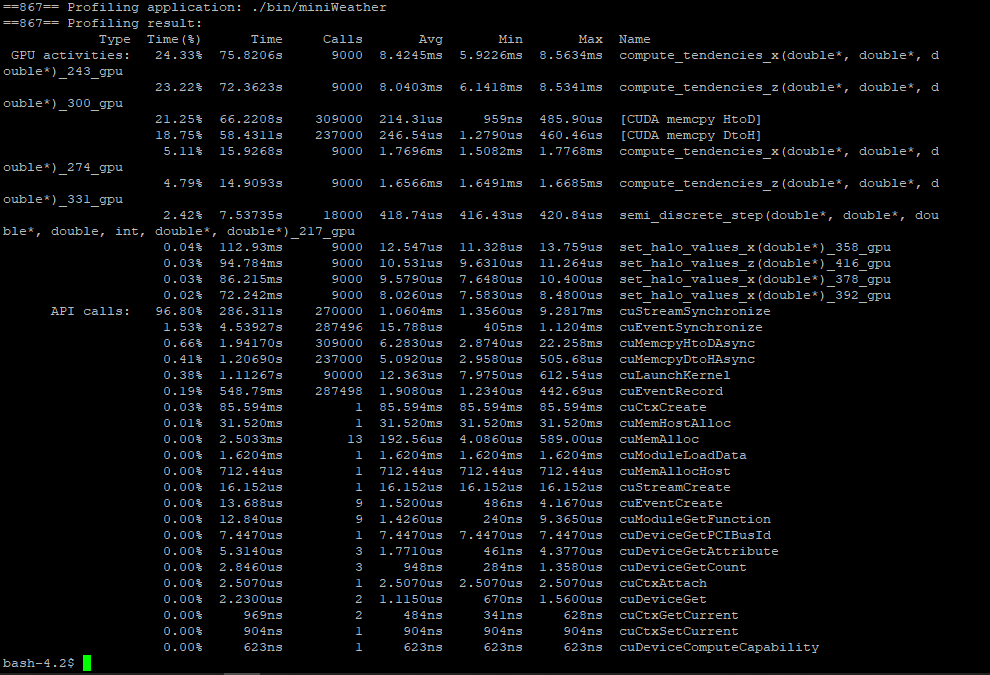 ==867== Profiling application: ./bin/miniWeather
==867== Profiling result:
Type Time(%) Time Calls Avg Min Max Name
GPU activities: 24.33% 75.8206s 9000 8.4245ms 5.9226ms 8.5634ms compute_tendencies_x(double*, double*, d
ouble*)_243_gpu
23.22% 72.3623s 9000 8.0403ms 6.1418ms 8.5341ms compute_tendencies_z(double*, double*, d
ouble*)_300_gpu
21.25% 66.2208s 309000 214.31us 959ns 485.90us [CUDA memcpy HtoD]
18.75% 58.4311s 237000 246.54us 1.2790us 460.46us [CUDA memcpy DtoH]
5.11% 15.9268s 9000 1.7696ms 1.5082ms 1.7768ms compute_tendencies_x(double*, double*, d
ouble*)_274_gpu
4.79% 14.9093s 9000 1.6566ms 1.6491ms 1.6685ms compute_tendencies_z(double*, double*, d
ouble*)_331_gpu
2.42% 7.53735s 18000 418.74us 416.43us 420.84us semi_discrete_step(double*, double*, dou
ble*, double, int, double*, double*)_217_gpu
0.04% 112.93ms 9000 12.547us 11.328us 13.759us set_halo_values_x(double*)_358_gpu
0.03% 94.784ms 9000 10.531us 9.6310us 11.264us set_halo_values_z(double*)_416_gpu
0.03% 86.215ms 9000 9.5790us 7.6480us 10.400us set_halo_values_x(double*)_378_gpu
0.02% 72.242ms 9000 8.0260us 7.5830us 8.4800us set_halo_values_x(double*)_392_gpu
API calls: 96.80% 286.311s 270000 1.0604ms 1.3560us 9.2817ms cuStreamSynchronize
1.53% 4.53927s 287496 15.788us 405ns 1.1204ms cuEventSynchronize
0.66% 1.94170s 309000 6.2830us 2.8740us 22.258ms cuMemcpyHtoDAsync
0.41% 1.20690s 237000 5.0920us 2.9580us 505.68us cuMemcpyDtoHAsync
0.38% 1.11267s 90000 12.363us 7.9750us 612.54us cuLaunchKernel
0.19% 548.79ms 287498 1.9080us 1.2340us 442.69us cuEventRecord
0.03% 85.594ms 1 85.594ms 85.594ms 85.594ms cuCtxCreate
0.01% 31.520ms 1 31.520ms 31.520ms 31.520ms cuMemHostAlloc
0.00% 2.5033ms 13 192.56us 4.0860us 589.00us cuMemAlloc
0.00% 1.6204ms 1 1.6204ms 1.6204ms 1.6204ms cuModuleLoadData
0.00% 712.44us 1 712.44us 712.44us 712.44us cuMemAllocHost
0.00% 16.152us 1 16.152us 16.152us 16.152us cuStreamCreate
0.00% 13.688us 9 1.5200us 486ns 4.1670us cuEventCreate
0.00% 12.840us 9 1.4260us 240ns 9.3650us cuModuleGetFunction
0.00% 7.4470us 1 7.4470us 7.4470us 7.4470us cuDeviceGetPCIBusId
0.00% 5.3140us 3 1.7710us 461ns 4.3770us cuDeviceGetAttribute
0.00% 2.8460us 3 948ns 284ns 1.3580us cuDeviceGetCount
0.00% 2.5070us 1 2.5070us 2.5070us 2.5070us cuCtxAttach
0.00% 2.2300us 2 1.1150us 670ns 1.5600us cuDeviceGet
0.00% 969ns 2 484ns 341ns 628ns cuCtxGetCurrent
0.00% 904ns 1 904ns 904ns 904ns cuCtxSetCurrent
0.00% 623ns 1 623ns 623ns 623ns cuDeviceComputeCapability
bash-4.2$